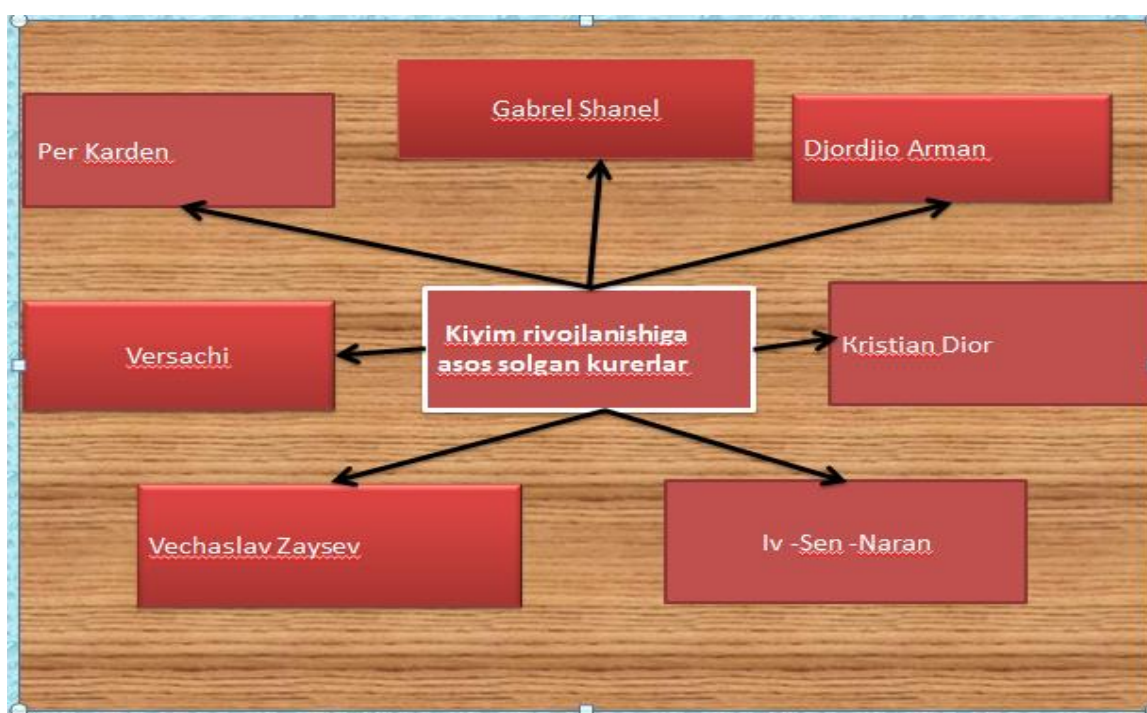 Gabrel Shanel
Per Karden
Djordjio Arman
Kiyim rivojlanishiga
asos solgan kurerlar
Versachi
Kristian Dior
Vechaslav Zaysev
Iv -Sen -Naran